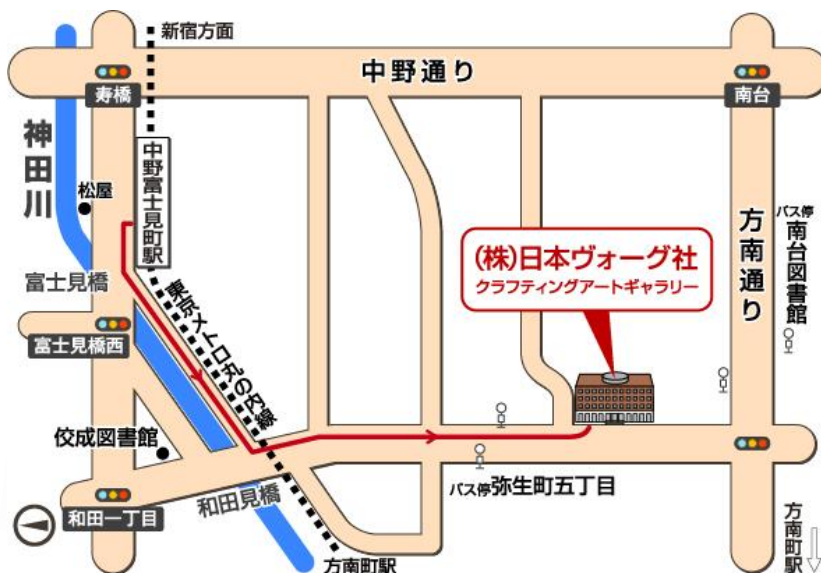 新宿方面
中野通り
寿橋
南台
神田川
松屋
中野富士見町駅
富士見橋
東京メトロ丸の内線
(株)日本ヴォーグ社
クラフティングアートギャラリー
方南通り
バス停 南台図書館
富士見橋西
佼成図書館
和田見橋
バス停 弥生町五丁目
和田一丁目
方南町駅
方南町駅